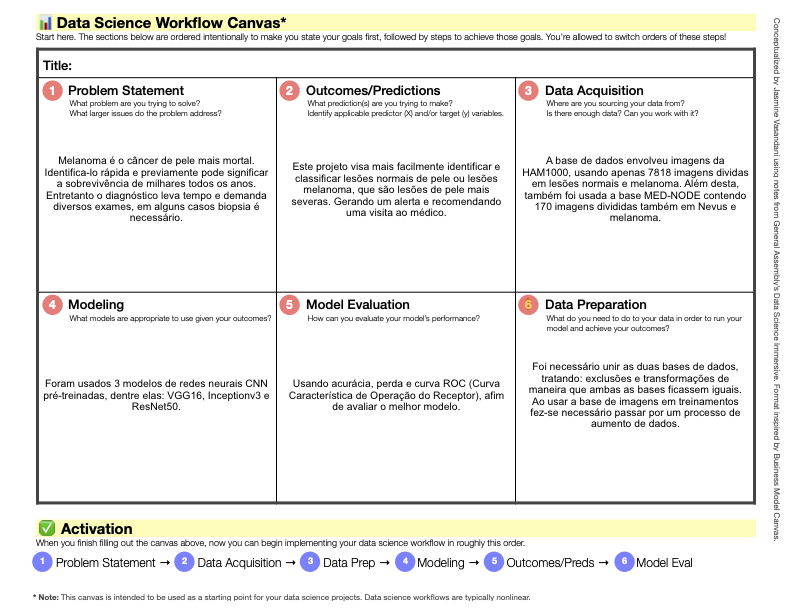 📊 Data Science Workflow Canvas*
Start here. The sections below are ordered intentionally to make you state your goals first, followed by steps to achieve those goals. You're allowed to switch orders of these steps!
Title:
1 Problem Statement
What problem are you trying to solve?
What larger issues do the problem address?
Melanoma é o câncer de pele mais mortal.
Identifica-lo rápida e previamente pode significar
a sobrevivência de milhares todos os anos.
Entretanto o diagnóstico leva tempo e demanda
diversos exames, em alguns casos biopsia é
necessário.
2 Outcomes/Predictions
What prediction(s) are you trying to make?
Identify applicable predictor (X) and/or target (y) variables.
Este projeto visa mais facilmente identificar e
classificar lesões normais de pele ou lesões
melanoma, que são lesões de pele mais
severas. Gerando um alerta e recomendando
uma visita ao médico.
3 Data Acquisition
Where are you sourcing your data from?
Is there enough data? Can you work with it?
A base de dados envolveu imagens da
HAM1000, usando apenas 7818 imagens dividas
em lesões normais e melanoma. Além desta,
também foi usada a base MED-NODE contendo
170 imagens divididas também em Nevus e
melanoma.
4 Modeling
What models are appropriate to use given your outcomes?
Foram usados 3 modelos de redes neurais CNN
pré-treinadas, dentre elas: VGG16, Inceptionv3 e
ResNet50.
5 Model Evaluation
How can you evaluate your model's performance?
Usando acurácia, perda e curva ROC (Curva
Característica de Operação do Receptor), afim
de avaliar o melhor modelo.
6 Data Preparation
What do you need to do to your data in order to run your
model and achieve your outcomes?
Foi necessário unir as duas bases de dados,
tratando: exclusões e transformações de
maneira que ambas as bases ficassem iguais.
Ao usar a base de imagens em treinamentos
fez-se necessário passar por um processo de
aumento de dados.
✅ Activation
When you finish filling out the canvas above, now you can begin implementing your data science workflow in roughly this order.
1 Problem Statement → 2 Data Acquisition → 3 Data Prep → 4 Modeling → 5 Outcomes/Preds → 6 Model Eval
* Note: This canvas is intended to be used as a starting point for your data science projects. Data science workflows are typically nonlinear.
Conceptualized by Jasmine Vasandani using notes from General Assembly's Data Science Immersive. Format inspired by Business Model Canvas.